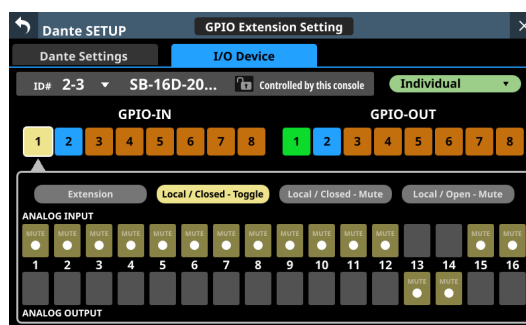 Dante SETUP
GPIO Extension Setting
Dante Settings
I/O Device
ID# 2-3 SB-16D-20... Controlled by this console Individual
GPIO-IN GPIO-OUT
1 2 3 4 5 6 7 8 1 2 3 4 5 6 7 8
Extension Local / Closed - Toggle Local / Closed - Mute Local / Open - Mute
ANALOG INPUT
MUTE MUTE MUTE MUTE MUTE MUTE MUTE MUTE MUTE MUTE MUTE MUTE MUTE MUTE
1 2 3 4 5 6 7 8 9 10 11 12 13 14 15 16
MUTE MUTE
ANALOG OUTPUT